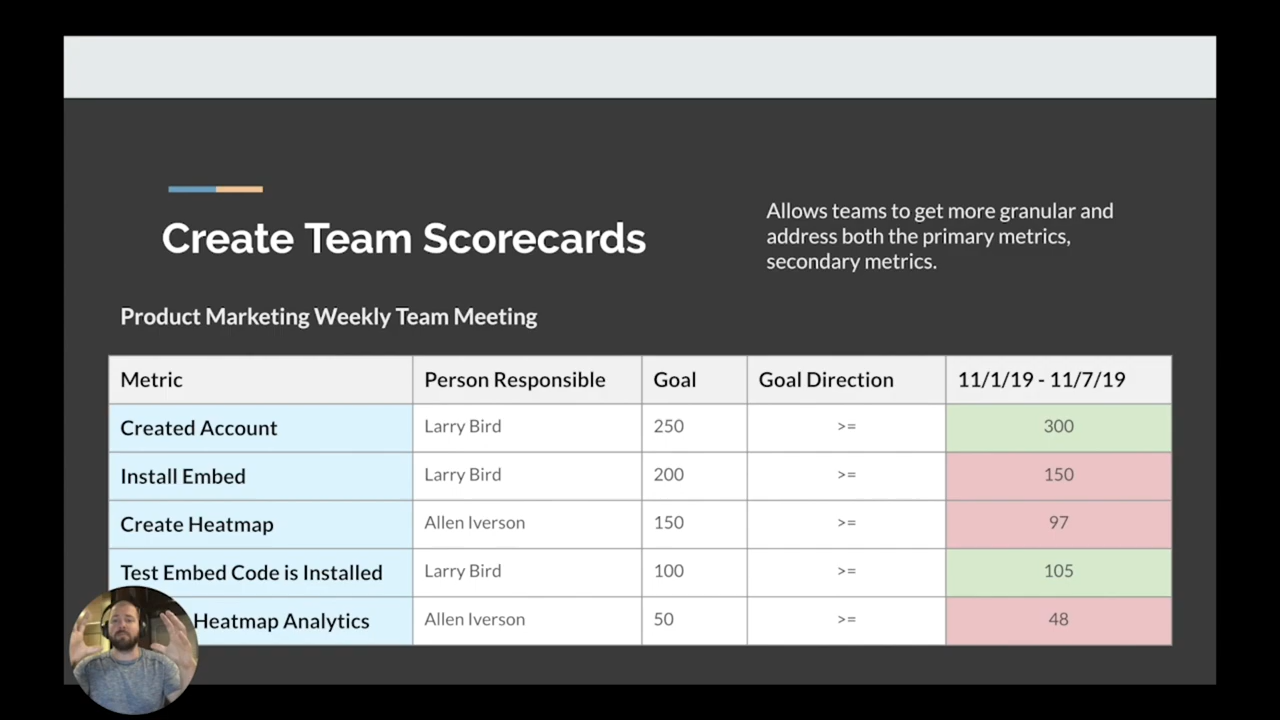 Create Team Scorecards
Allows teams to get more granular and
address both the primary metrics,
secondary metrics.
Product Marketing Weekly Team Meeting
Metric Person Responsible Goal Goal Direction 11/1/19 - 11/7/19
Created Account Larry Bird 250 >= 300
Install Embed Larry Bird 200 >= 150
Create Heatmap Allen Iverson 150 >= 97
Test Embed Code is Installed Larry Bird 100 >= 105
Heatmap Analytics Allen Iverson 50 >= 48